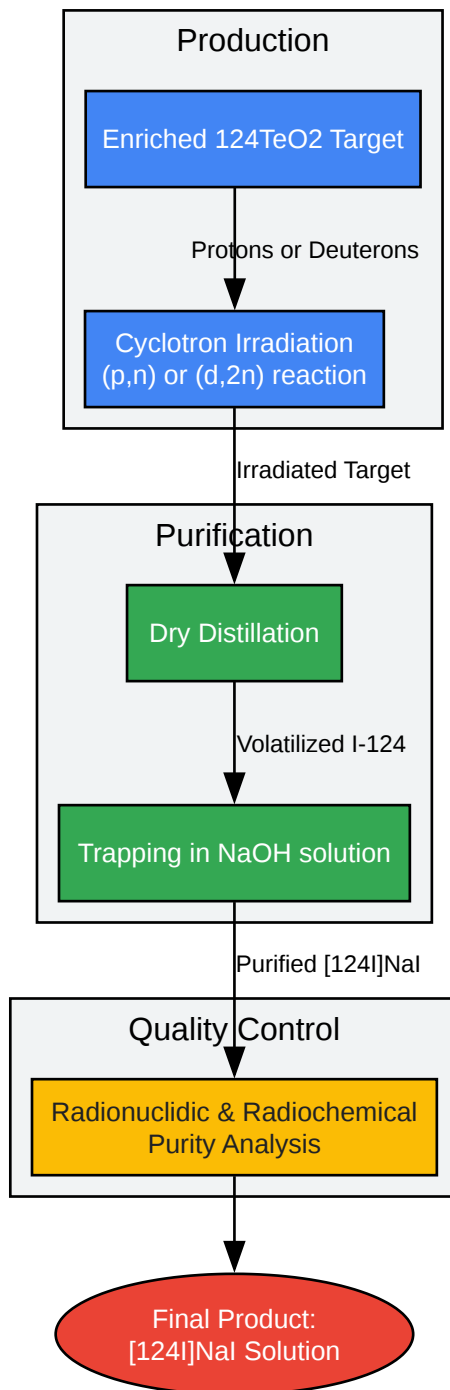 Production
Enriched 124TeO2 Target
Protons or Deuterons
Cyclotron Irradiation
(p,n) or (d,2n) reaction
Irradiated Target
Purification
Dry Distillation
Volatilized I-124
Trapping in NaOH solution
Purified [124I]NaI
Quality Control
Radionuclidic & Radiochemical
Purity Analysis
Final Product:
[124I]NaI Solution